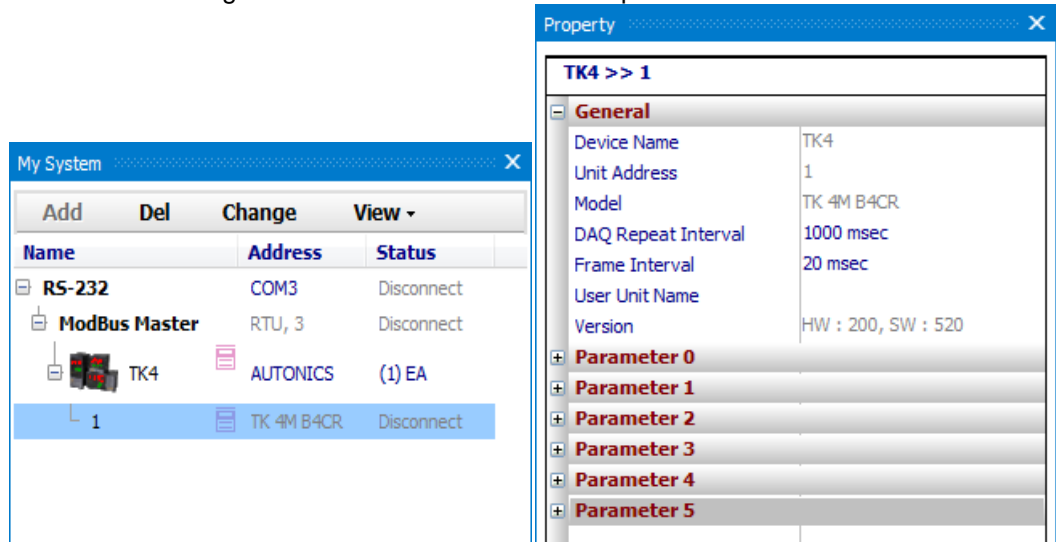 My System
Add Del Change View
Name Address Status
RS-232 COM3 Disconnect
ModBus Master RTU, 3 Disconnect
TK4 AUTONICS (1) EA
1 TK 4M B4CR Disconnect
Property
TK4 >> 1
General
Device Name TK4
Unit Address 1
Model TK 4M B4CR
DAQ Repeat Interval 1000 msec
Frame Interval 20 msec
User Unit Name
Version HW : 200, SW : 520
Parameter 0
Parameter 1
Parameter 2
Parameter 3
Parameter 4
Parameter 5